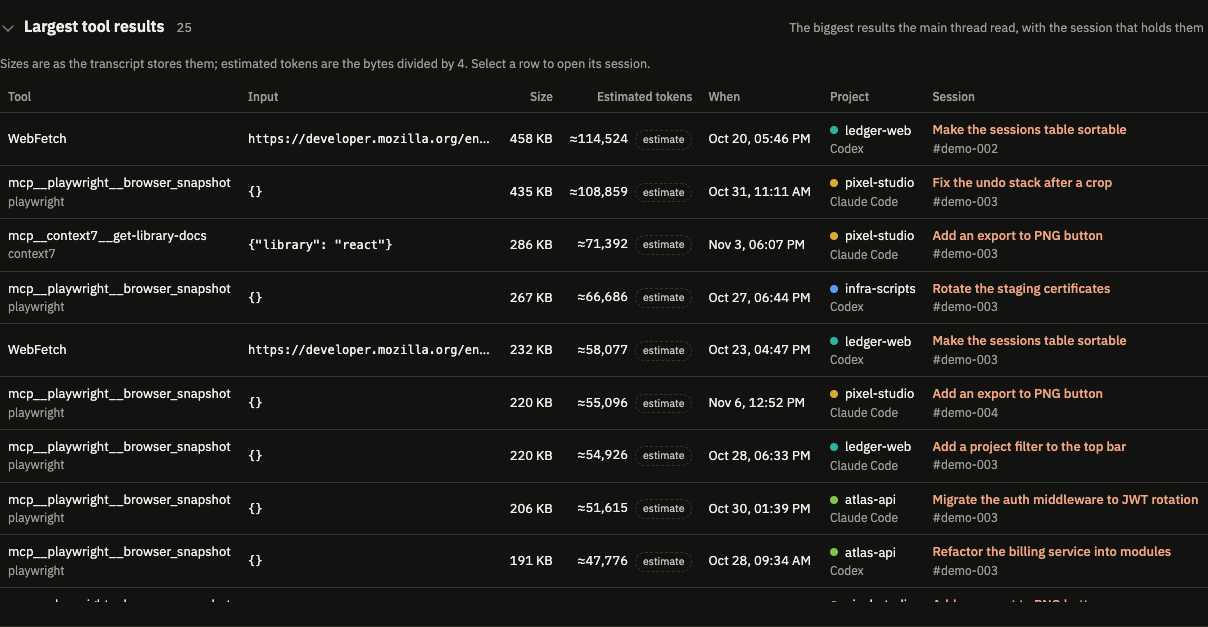 Largest tool results 25
The biggest results the main thread read, with the session that holds them
Sizes are as the transcript stores them; estimated tokens are the bytes divided by 4. Select a row to open its session.
Tool Input Size Estimated tokens When Project Session
WebFetch https://developer.mozilla.org/en... 458 KB ≈114,524 estimate Oct 20, 05:46 PM ledger-web Make the sessions table sortable
Codex #demo-002
mcp__playwright__browser_snapshot {} 435 KB ≈108,859 estimate Oct 31, 11:11 AM pixel-studio Fix the undo stack after a crop
playwright Claude Code #demo-003
mcp__context7__get-library-docs {"library": "react"} 286 KB ≈71,392 estimate Nov 3, 06:07 PM pixel-studio Add an export to PNG button
context7 Claude Code #demo-003
mcp__playwright__browser_snapshot {} 267 KB ≈66,686 estimate Oct 27, 06:44 PM infra-scripts Rotate the staging certificates
playwright Codex #demo-003
WebFetch https://developer.mozilla.org/en... 232 KB ≈58,077 estimate Oct 23, 04:47 PM ledger-web Make the sessions table sortable
Codex #demo-003
mcp__playwright__browser_snapshot {} 220 KB ≈55,096 estimate Nov 6, 12:52 PM pixel-studio Add an export to PNG button
playwright Claude Code #demo-004
mcp__playwright__browser_snapshot {} 220 KB ≈54,926 estimate Oct 28, 06:33 PM ledger-web Add a project filter to the top bar
playwright Claude Code #demo-003
mcp__playwright__browser_snapshot {} 206 KB ≈51,615 estimate Oct 30, 01:39 PM atlas-api Migrate the auth middleware to JWT rotation
playwright Claude Code #demo-003
mcp__playwright__browser_snapshot {} 191 KB ≈47,776 estimate Oct 28, 09:34 AM atlas-api Refactor the billing service into modules
playwright Codex #demo-003